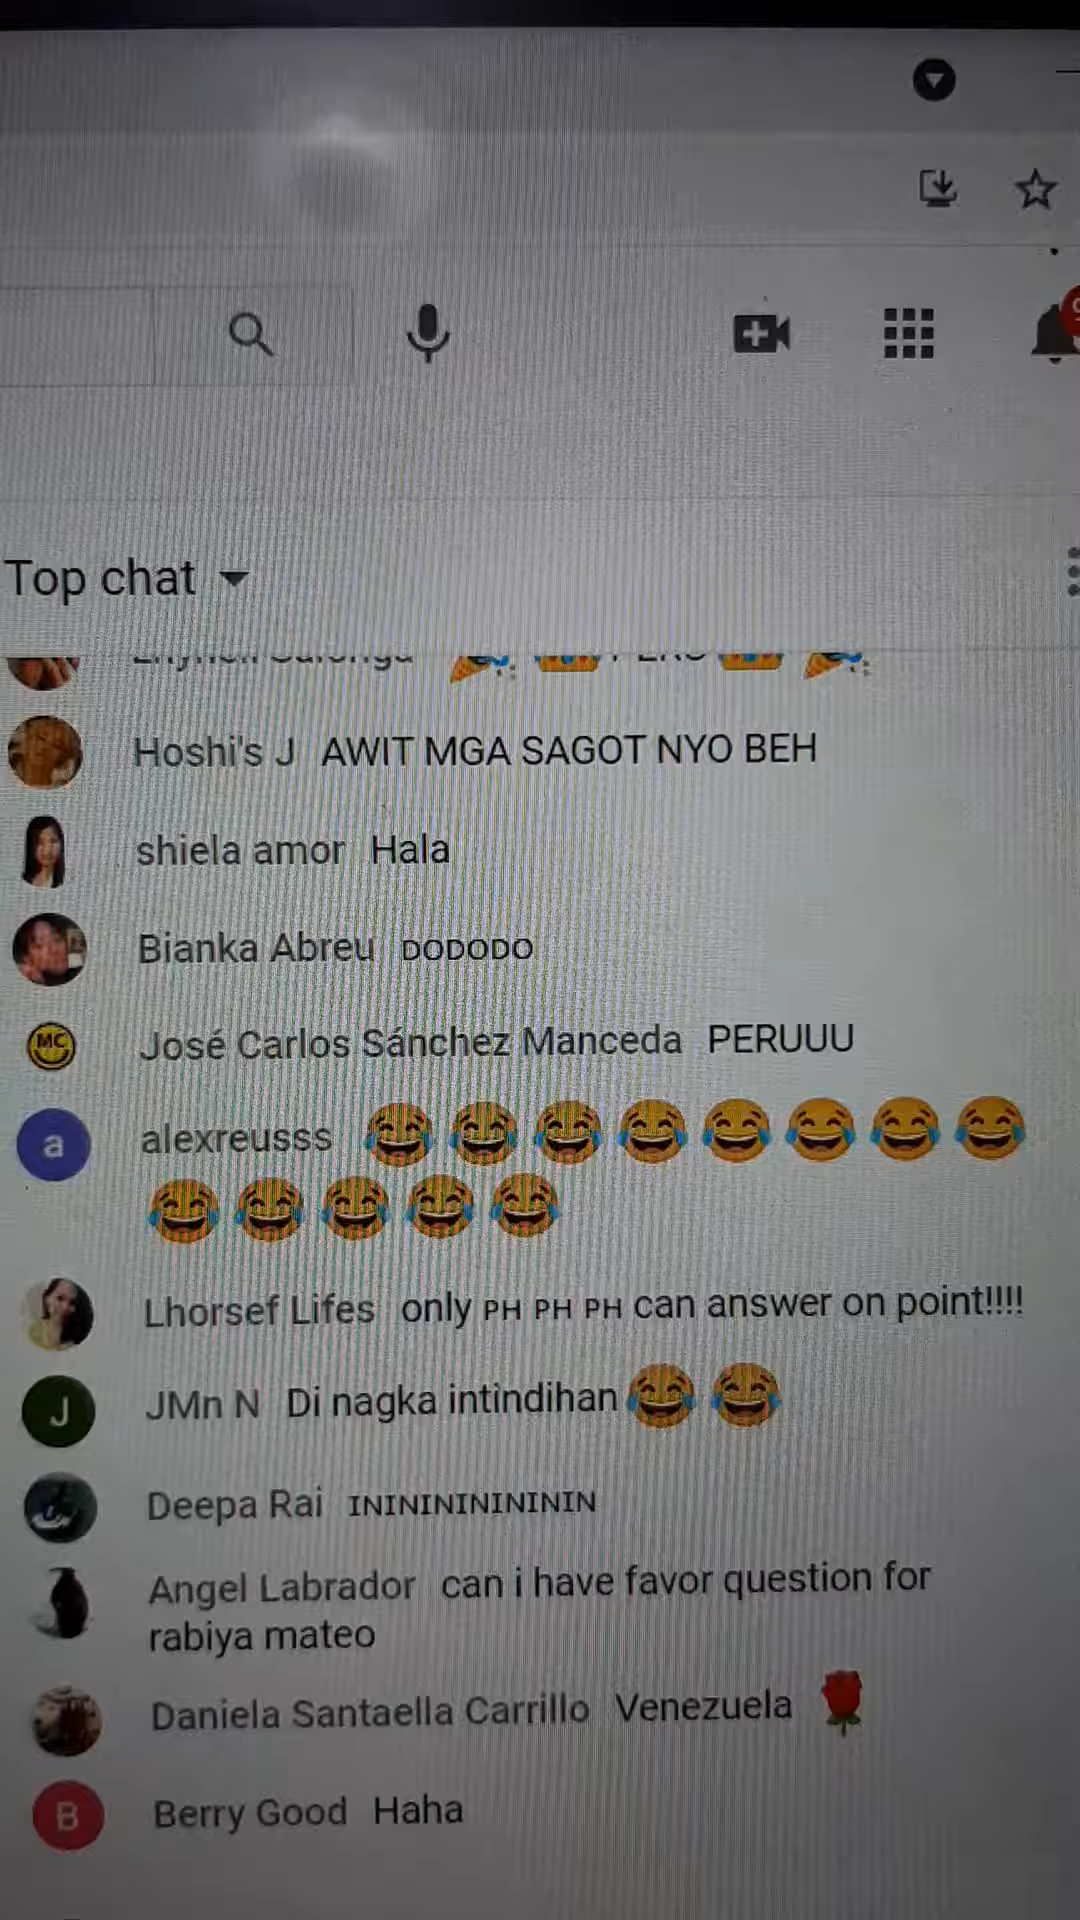 Top chat
PERU
Hoshi's J AWIT MGA SAGOT NYO BEH
shiela amor Hala
Bianka Abreu DODODO
MC
José Carlos Sánchez Manceda PERUUU
a
alexreusss 😂😂😂😂😂😂😂😂
😂😂😂😂😂
Lhorsef Lifes only PH PH PH can answer on point!!!!
J
JMn N Di nagka intindihan 😂😂
Deepa Rai ININININININ
Angel Labrador can i have favor question for
rabiya mateo
Daniela Santaella Carrillo Venezuela 🌹
B
Berry Good Haha